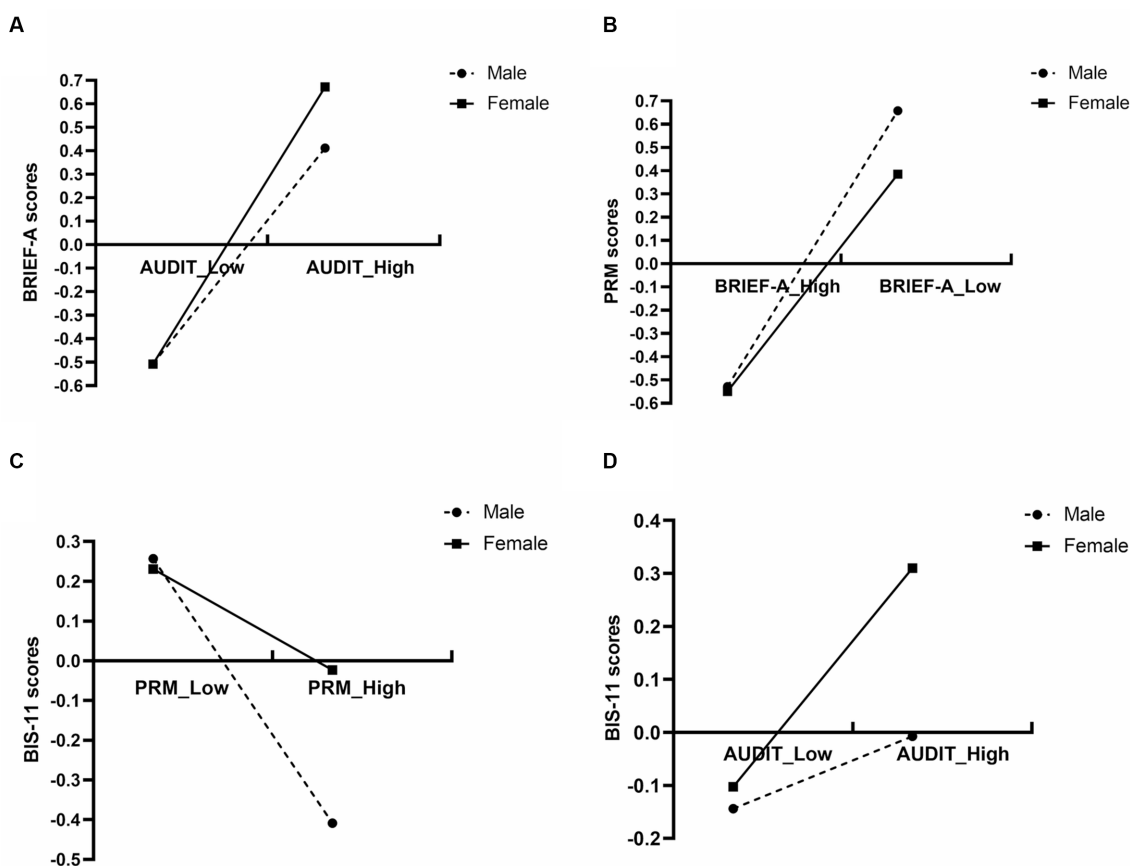 A
Male
Female
BRIEF-A scores
0.7
0.6
0.5
0.4
0.3
0.2
0.1
0.0
-0.1
-0.2
-0.3
-0.4
-0.5
-0.6
AUDIT_Low
AUDIT_High
B
Male
Female
PRM scores
0.7
0.6
0.5
0.4
0.3
0.2
0.1
0.0
-0.1
-0.2
-0.3
-0.4
-0.5
-0.6
BRIEF-A_High
BRIEF-A_Low
C
Male
Female
BIS-11 scores
0.3
0.2
0.1
0.0
-0.1
-0.2
-0.3
-0.4
-0.5
PRM_Low
PRM_High
D
Male
Female
BIS-11 scores
0.4
0.3
0.2
0.1
0.0
-0.1
-0.2
AUDIT_Low
AUDIT_High